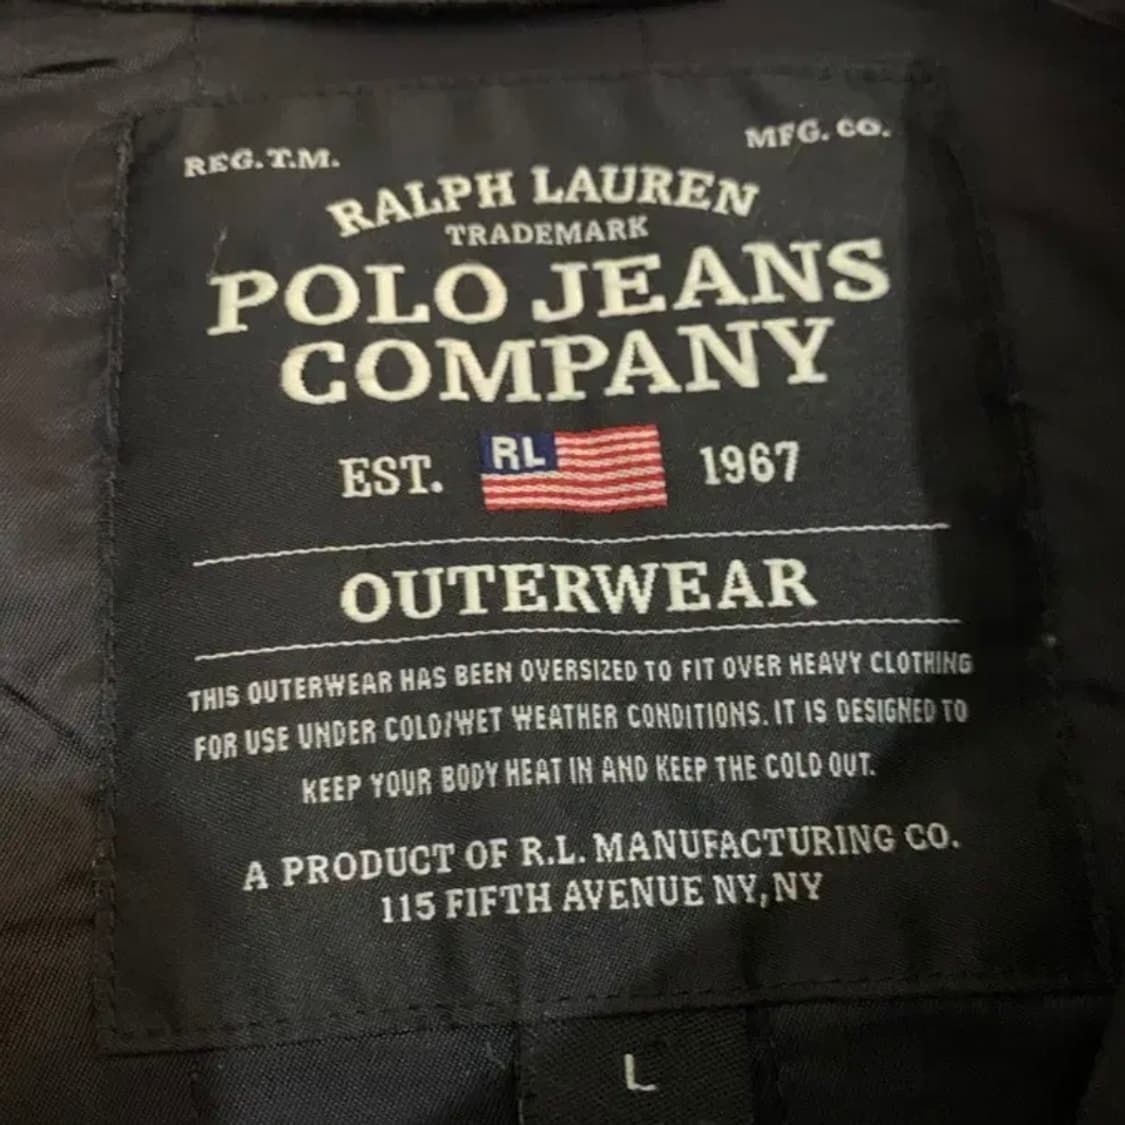 REG. T.M. MFG. CO.
RALPH LAUREN
TRADEMARK
POLO JEANS
COMPANY
EST. RL 1967
OUTERWEAR
THIS OUTERWEAR HAS BEEN OVERSIZED TO FIT OVER HEAVY CLOTHING
FOR USE UNDER COLD/WET WEATHER CONDITIONS. IT IS DESIGNED TO
KEEP YOUR BODY HEAT IN AND KEEP THE COLD OUT.
A PRODUCT OF R.L. MANUFACTURING CO.
115 FIFTH AVENUE NY, NY
L